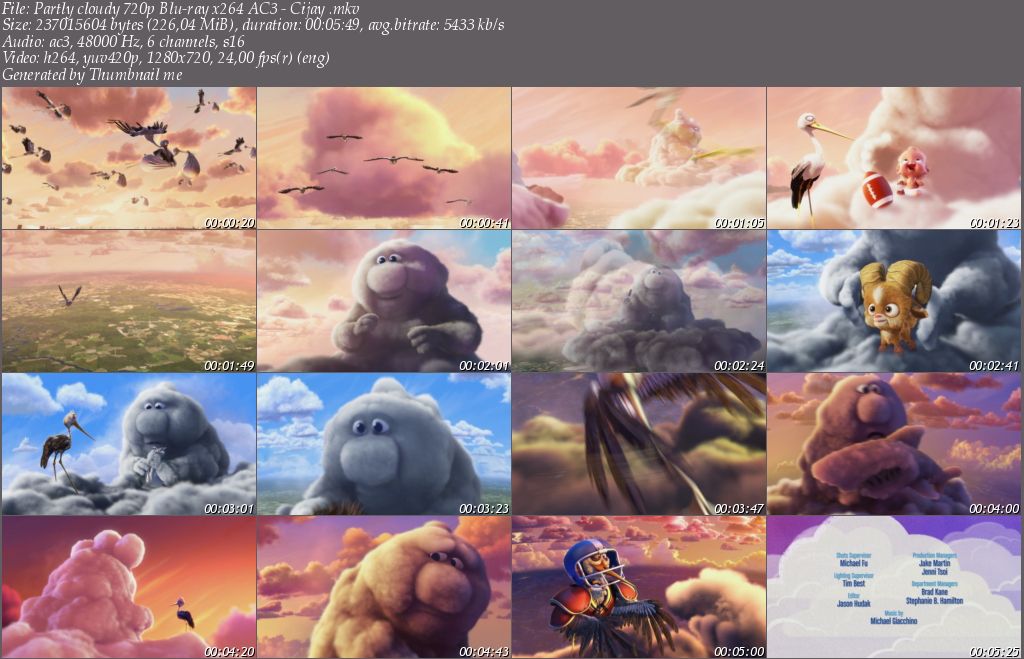 File: Partly cloudy 720p Blu-ray x264 AC3 - Cijay .mkv
Size: 237015604 bytes (226,04 MiB), duration: 00:05:49, avg.bitrate: 5433 kb/s
Audio: ac3, 48000 Hz, 6 channels, s16
Video: h264, yuv420p, 1280x720, 24,00 fps(r) (eng)
Generated by Thumbnail me
00:00:20
00:00:41
00:01:05
00:01:23
00:01:49
00:02:01
00:02:24
00:02:41
00:03:01
00:03:23
00:03:47
00:04:00
00:04:20
00:04:43
00:05:00
Shots Supervisor
Michael Fu
Lighting Supervisor
Tim Best
Editor
Jason Hudak
Production Managers
Jake Martin
Jenni Tsoi
Department Managers
Brad Kane
Stephanie B. Hamilton
Music by
Michael Giacchino
00:05:25